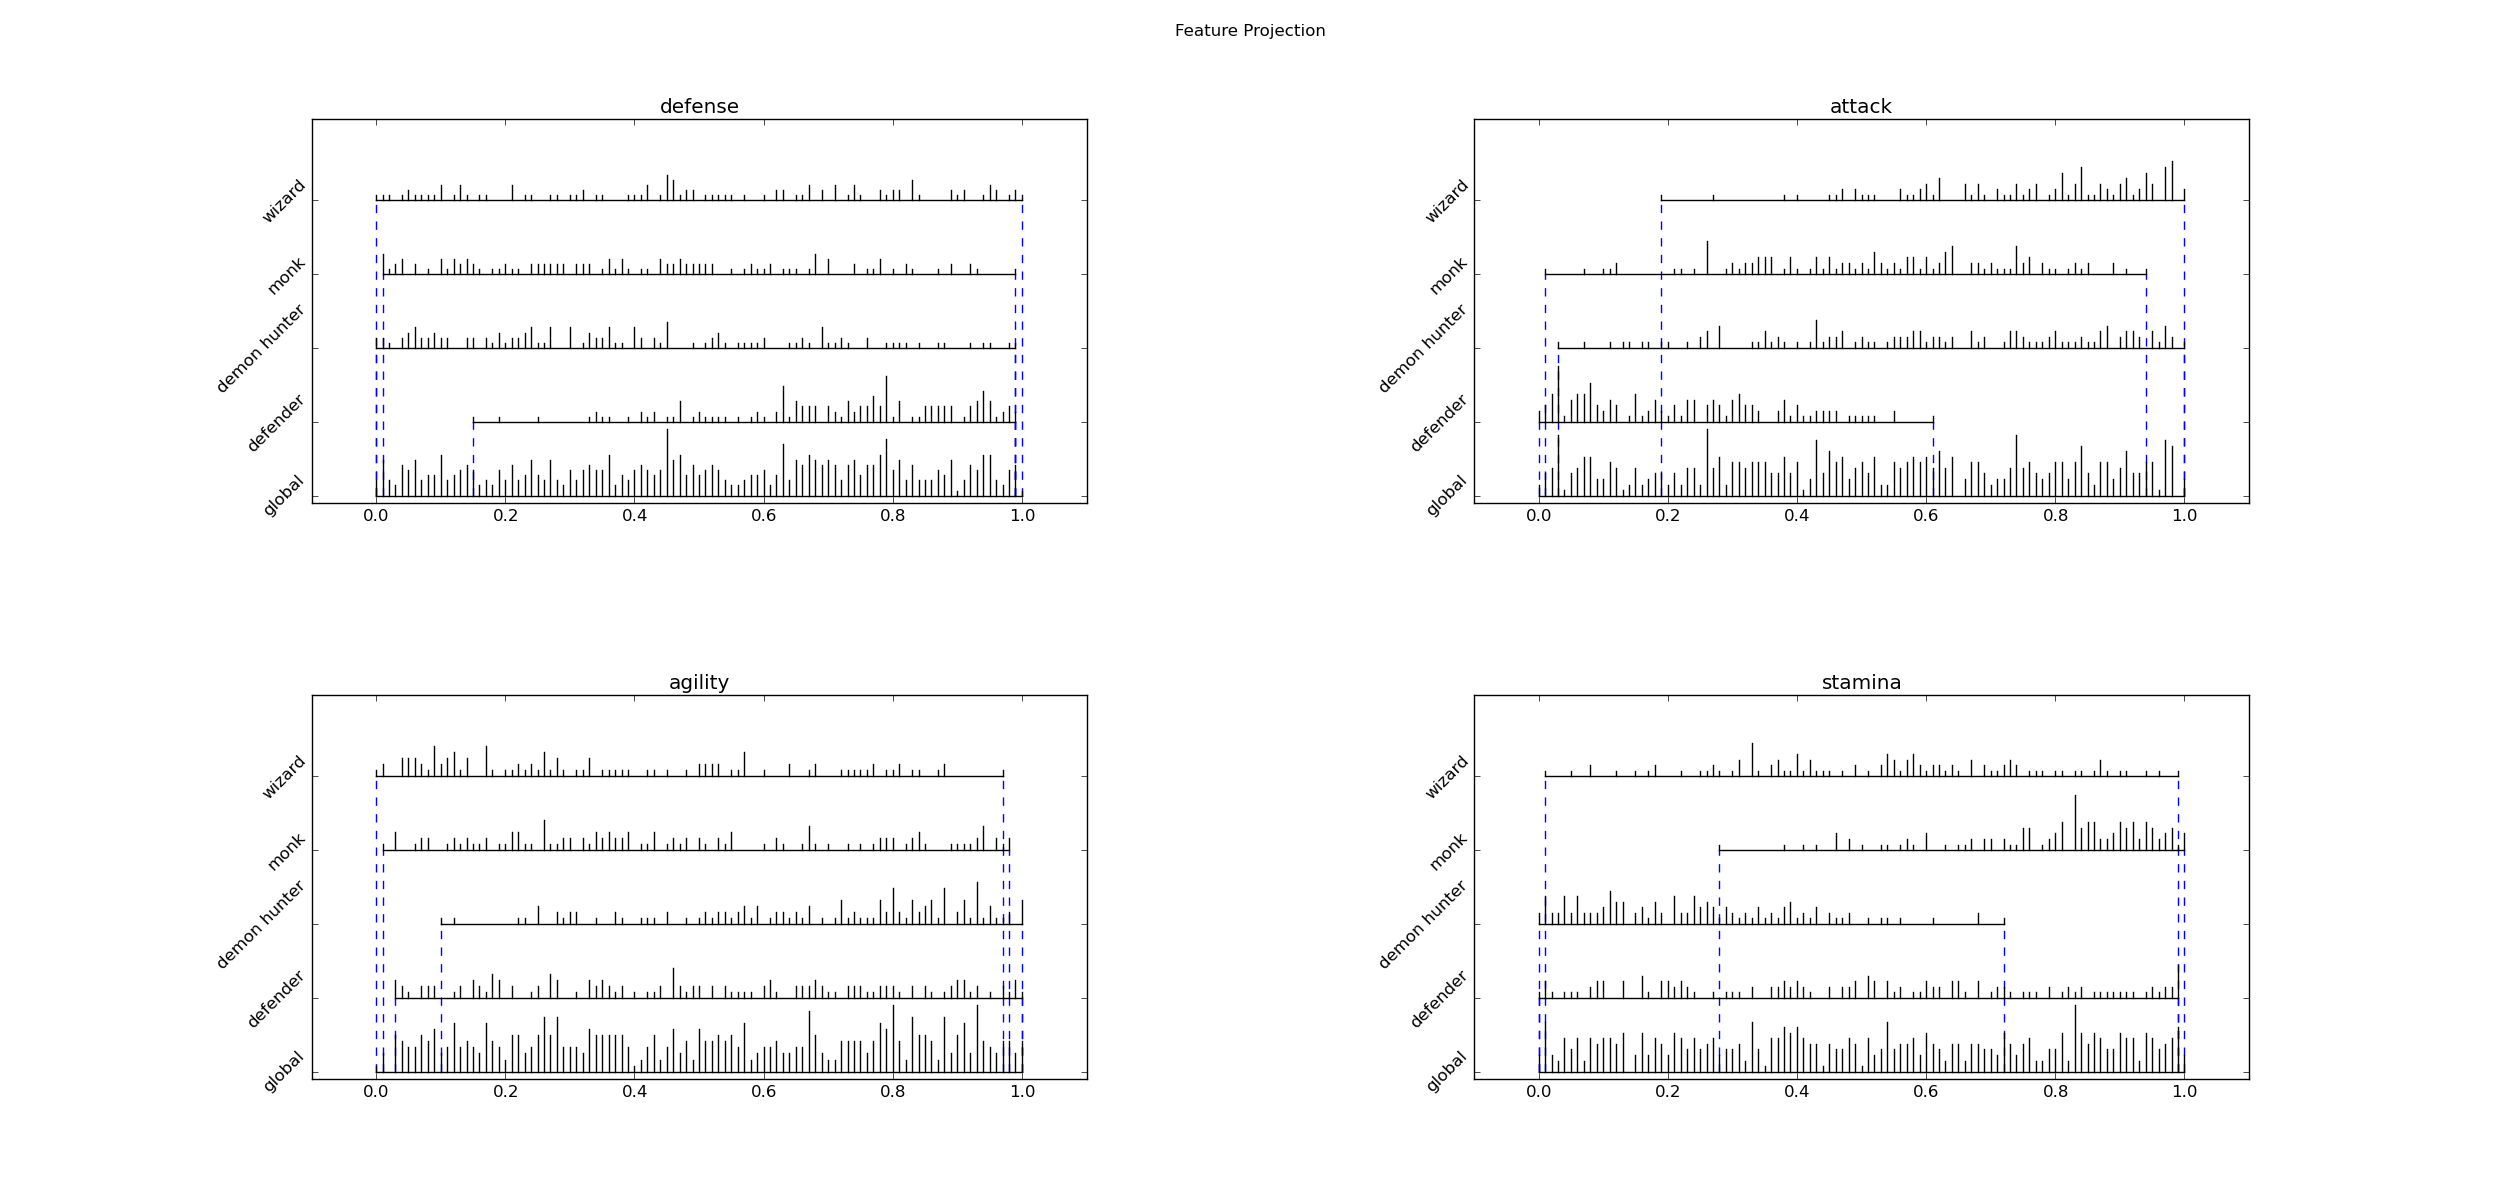 Feature Projection
defense
wizard
monk
demon hunter
defender
global
0.0 0.2 0.4 0.6 0.8 1.0
attack
wizard
monk
demon hunter
defender
global
0.0 0.2 0.4 0.6 0.8 1.0
agility
wizard
monk
demon hunter
defender
global
0.0 0.2 0.4 0.6 0.8 1.0
stamina
wizard
monk
demon hunter
defender
global
0.0 0.2 0.4 0.6 0.8 1.0